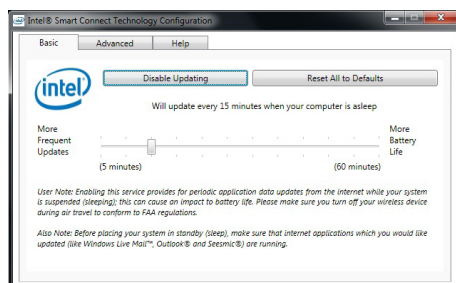 Intel® Smart Connect Technology Configuration
Basic Advanced Help
intel
Disable Updating Reset All to Defaults
Will update every 15 minutes when your computer is asleep
More Frequent Updates
More Battery Life
(5 minutes) (60 minutes)
User Note: Enabling this service provides for periodic application data updates from the internet while your system
is suspended (sleeping); this can cause an impact to battery life. Please make sure you turn off your wireless device
during air travel to conform to FAA regulations.
Also Note: Before placing your system in standby (sleep), make sure that internet applications which you would like
updated (like Windows Live Mail™, Outlook® and Seesmic®) are running.